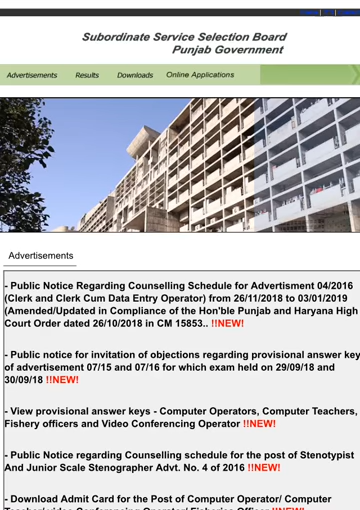 Subordinate Service Selection Board
Punjab Government
Advertisements Results Downloads Online Applications
Advertisements
- Public Notice Regarding Counselling Schedule for Advertisment 04/2016
(Clerk and Clerk Cum Data Entry Operator) from 26/11/2018 to 03/01/2019
(Amended/Updated in Compliance of the Hon'ble Punjab and Haryana High
Court Order dated 26/10/2018 in CM 15853.. !!NEW!
- Public notice for invitation of objections regarding provisional answer key
of advertisement 07/15 and 07/16 for which exam held on 29/09/18 and
30/09/18 !!NEW!
- View provisional answer keys - Computer Operators, Computer Teachers,
Fishery officers and Video Conferencing Operator !!NEW!
- Public Notice regarding Counselling schedule for the post of Stenotypist
And Junior Scale Stenographer Advt. No. 4 of 2016 !!NEW!
- Download Admit Card for the Post of Computer Operator/ Computer
Teacher/video Conferencing Operator/ Fisheries Officer !!NEW!